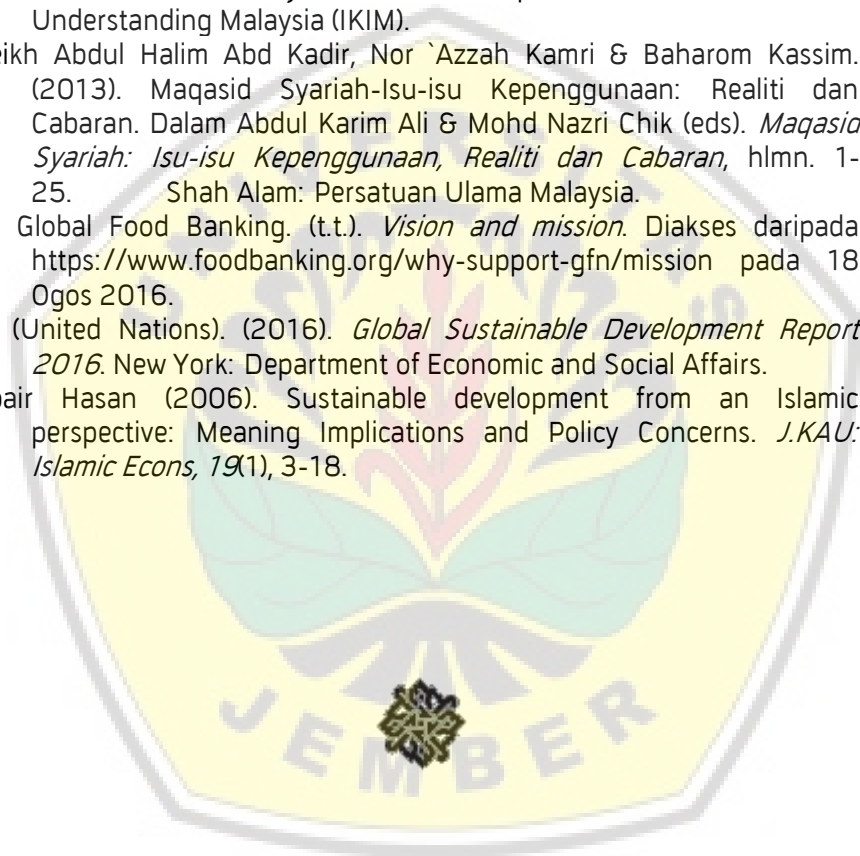 Understanding Malaysia (IKIM).
eikh Abdul Halim Abd Kadir, Nor `Azzah Kamri & Baharom Kassim.
(2013). Maqasid Syariah-Isu-isu Kepenggunaan: Realiti dan
Cabaran. Dalam Abdul Karim Ali & Mohd Nazri Chik (eds). Maqasid
Syariah: Isu-isu Kepenggunaan, Realiti dan Cabaran, hlmn. 1-
25. Shah Alam: Persatuan Ulama Malaysia.
Global Food Banking. (t.t.). Vision and mission. Diakses daripada
https://www.foodbanking.org/why-support-gfn/mission pada 18
Ogos 2016.
(United Nations). (2016). Global Sustainable Development Report
2016. New York: Department of Economic and Social Affairs.
bair Hasan (2006). Sustainable development from an Islamic
perspective: Meaning Implications and Policy Concerns. J.KAU:
Islamic Econs, 19(1), 3-18.
UNIVERSITAS
JEMBER